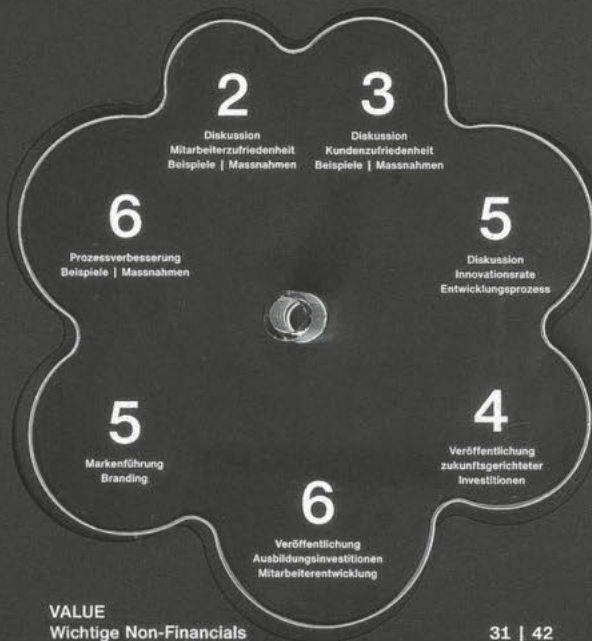 2
Diskussion
Mitarbeiterzufriedenheit
Beispiele | Massnahmen
3
Diskussion
Kundenzufriedenheit
Beispiele | Massnahmen
6
Prozessverbesserung
Beispiele | Massnahmen
5
Diskussion
Innovationsrate
Entwicklungsprozess
5
Markenführung
Branding
4
Veröffentlichung
zukunftsgerichteter
Investitionen
6
Veröffentlichung
Ausbildungsinvestitionen
Mitarbeiterentwicklung
VALUE
Wichtige Non-Financials
31 | 42